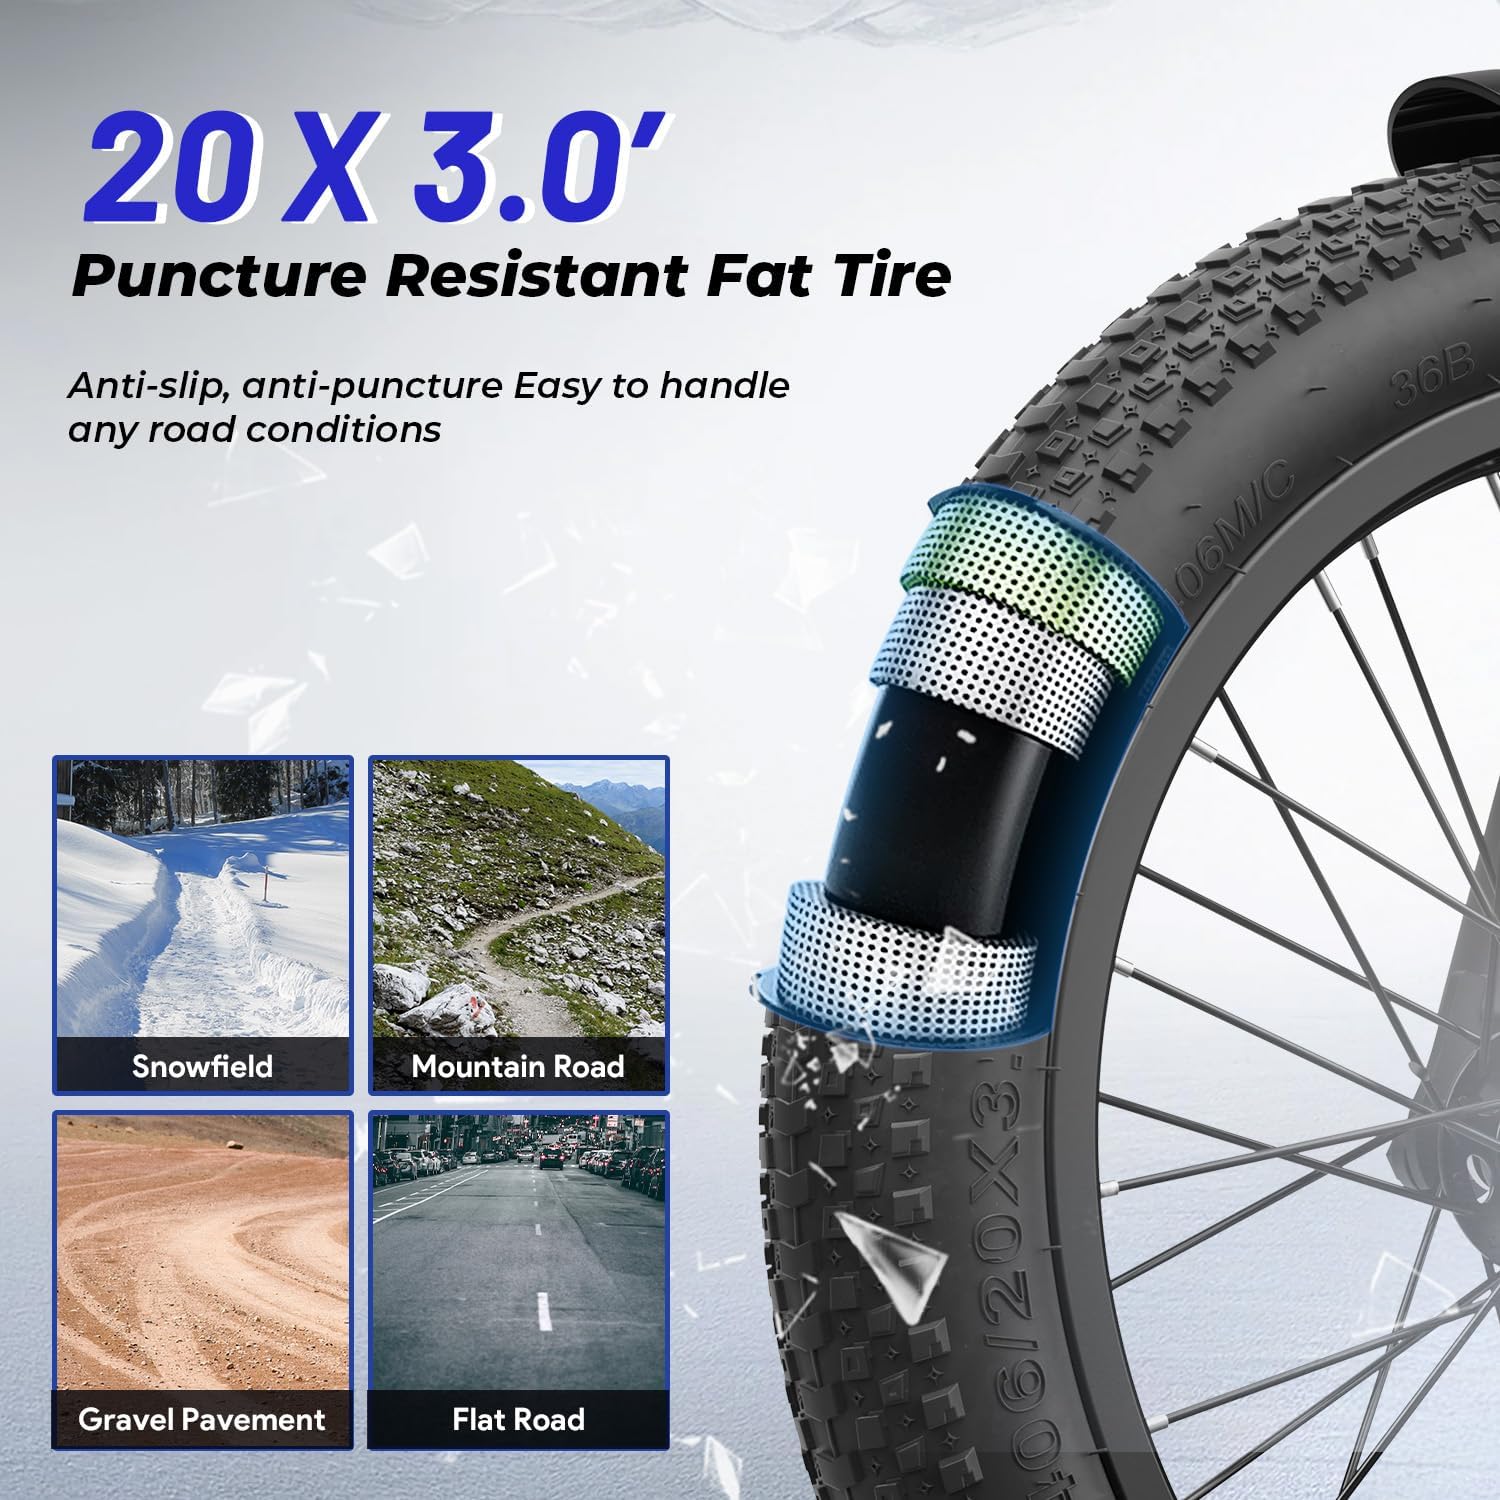 20 X 3.0'
Puncture Resistant Fat Tire
Anti-slip, anti-puncture Easy to handle
any road conditions
Snowfield
Mountain Road
Gravel Pavement
Flat Road
36B
06M/C
406/20X3.